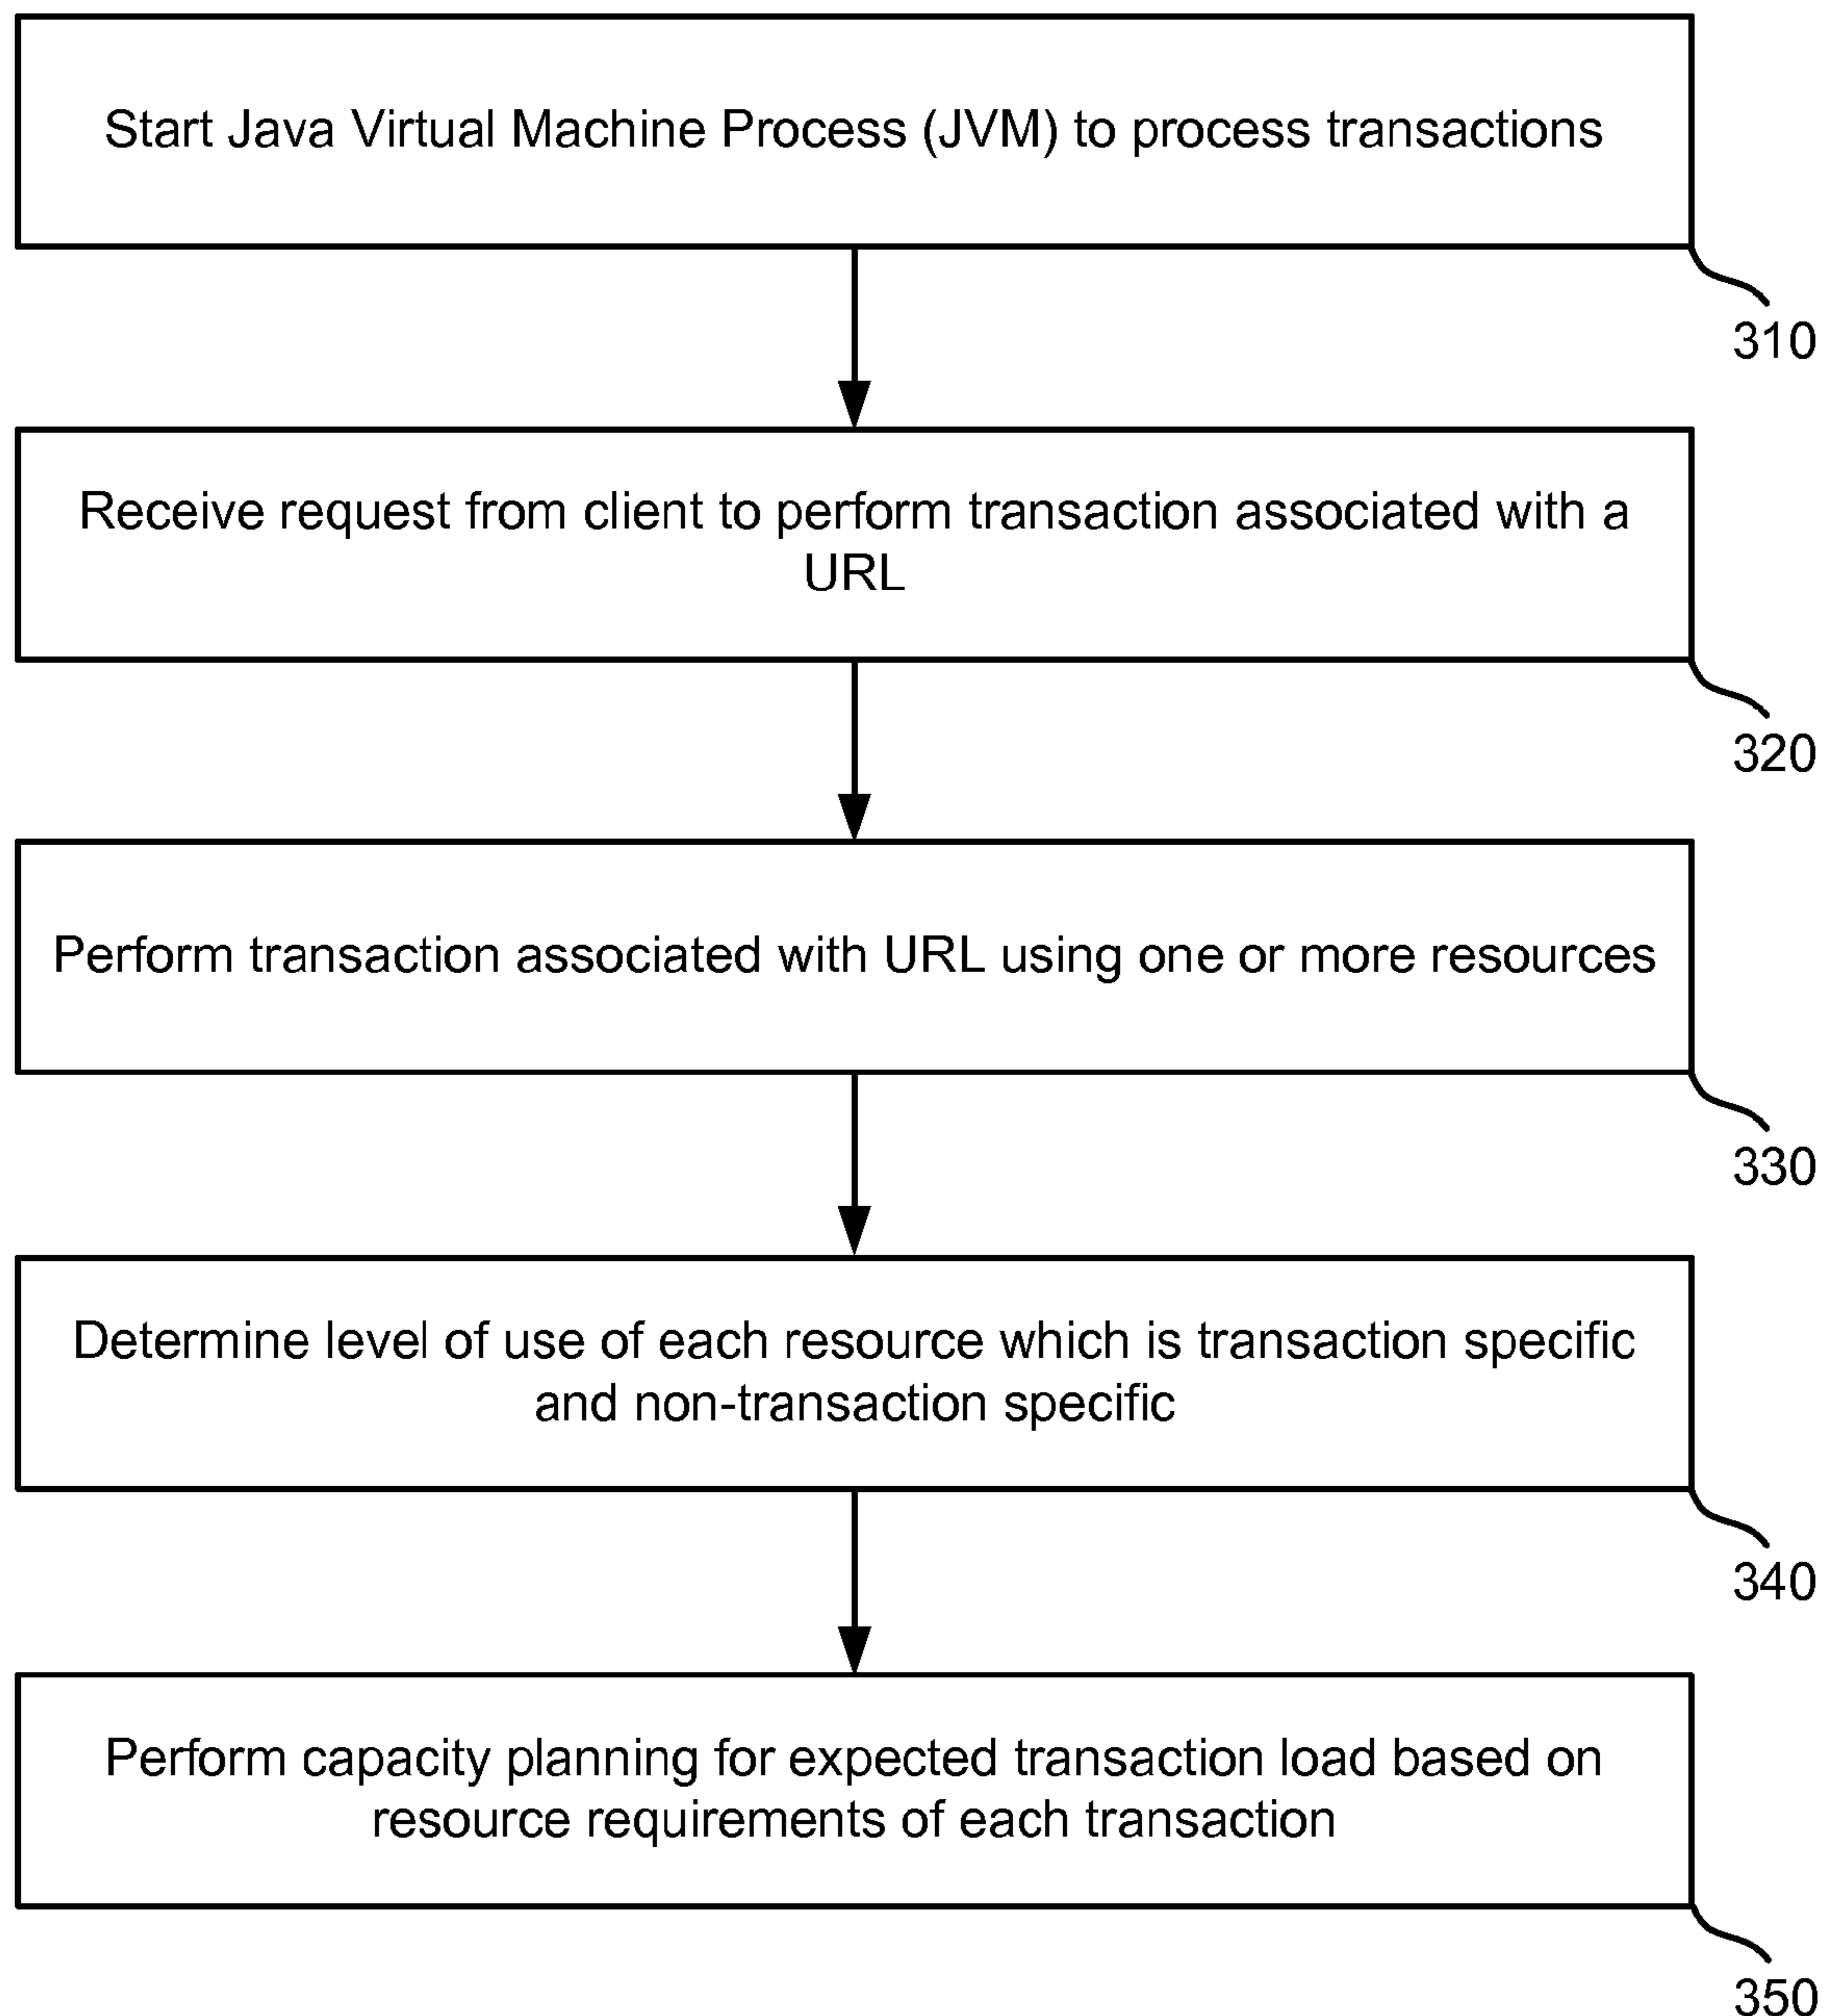 Start Java Virtual Machine Process (JVM) to process transactions
310
Receive request from client to perform transaction associated with a
URL
320
Perform transaction associated with URL using one or more resources
330
Determine level of use of each resource which is transaction specific
and non-transaction specific
340
Perform capacity planning for expected transaction load based on
resource requirements of each transaction
350